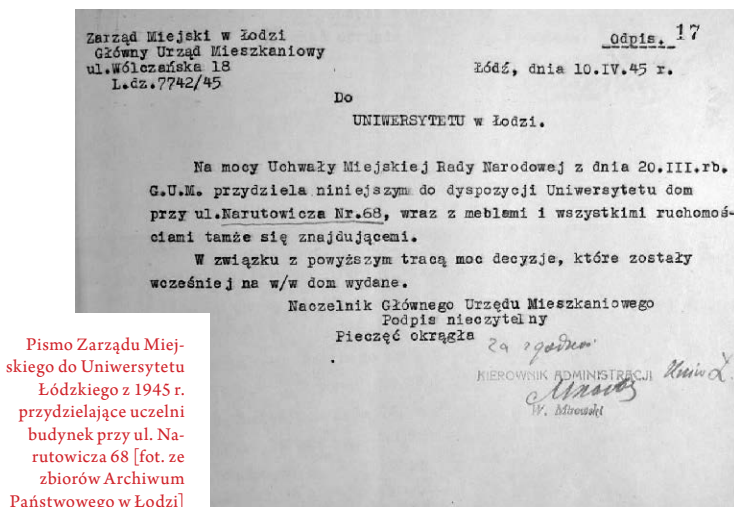 Zarząd Miejski w Łodzi
Główny Urząd Mieszkaniowy
ul.Wólczańska 18
L.dz.7742/45
Odpis. 17
Łódź, dnia 10.IV.45 r.
Do
UNIWERSYTETU w Łodzi.
Na mocy Uchwały Miejskiej Rady Narodowej z dnia 20.III.rb.
G.U.M. przydziela niniejszym do dyspozycji Uniwersytetu dom
przy ul.Narutowicza Nr.68, wraz z meblami i wszystkimi ruchomoś-
ciami tamże się znajdującemi.
W związku z powyższym tracą moc decyzje, które zostały
wcześniej na w/w dom wydane.
Naczelnik Głównego Urzędu Mieszkaniowego
Podpis nieczytelny
Pieczęć okrągła
Za
KIEROWNIK ADMINISTRACJI Uniw Ł.
W. Mirowski
Pismo Zarządu Miej-
skiego do Uniwersytetu
Łódzkiego z 1945 r.
przydzielające uczelni
budynek przy ul. Na-
rutowicza 68 [fot. ze
zbiorów Archiwum
Państwowego w Łodzi]